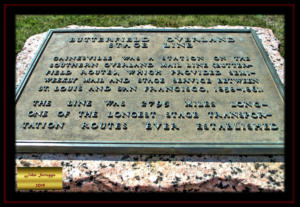 BUTTERFIELD OVERLAND
STAGE LINE
GAINESVILLE WAS A STATION ON THE
SOUTHERN OVERLAND MAIL LINE (BUTTER-
FIELD ROUTE), WHICH PROVIDED SEMI-
WEEKLY MAIL AND STAGE SERVICE BETWEEN
ST. LOUIS AND SAN FRANCISCO, 1858-1861.
THE LINE WAS 2795 MILES LONG-
ONE OF THE LONGEST STAGE TRANSPOR-
TATION ROUTES EVER ESTABLISHED